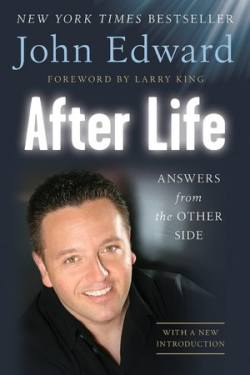 NEW YORK TIMES BESTSELLER
John Edward
FOREWORD BY LARRY KING
After Life
ANSWERS
from
the OTHER
SIDE
WITH A NEW
INTRODUCTION